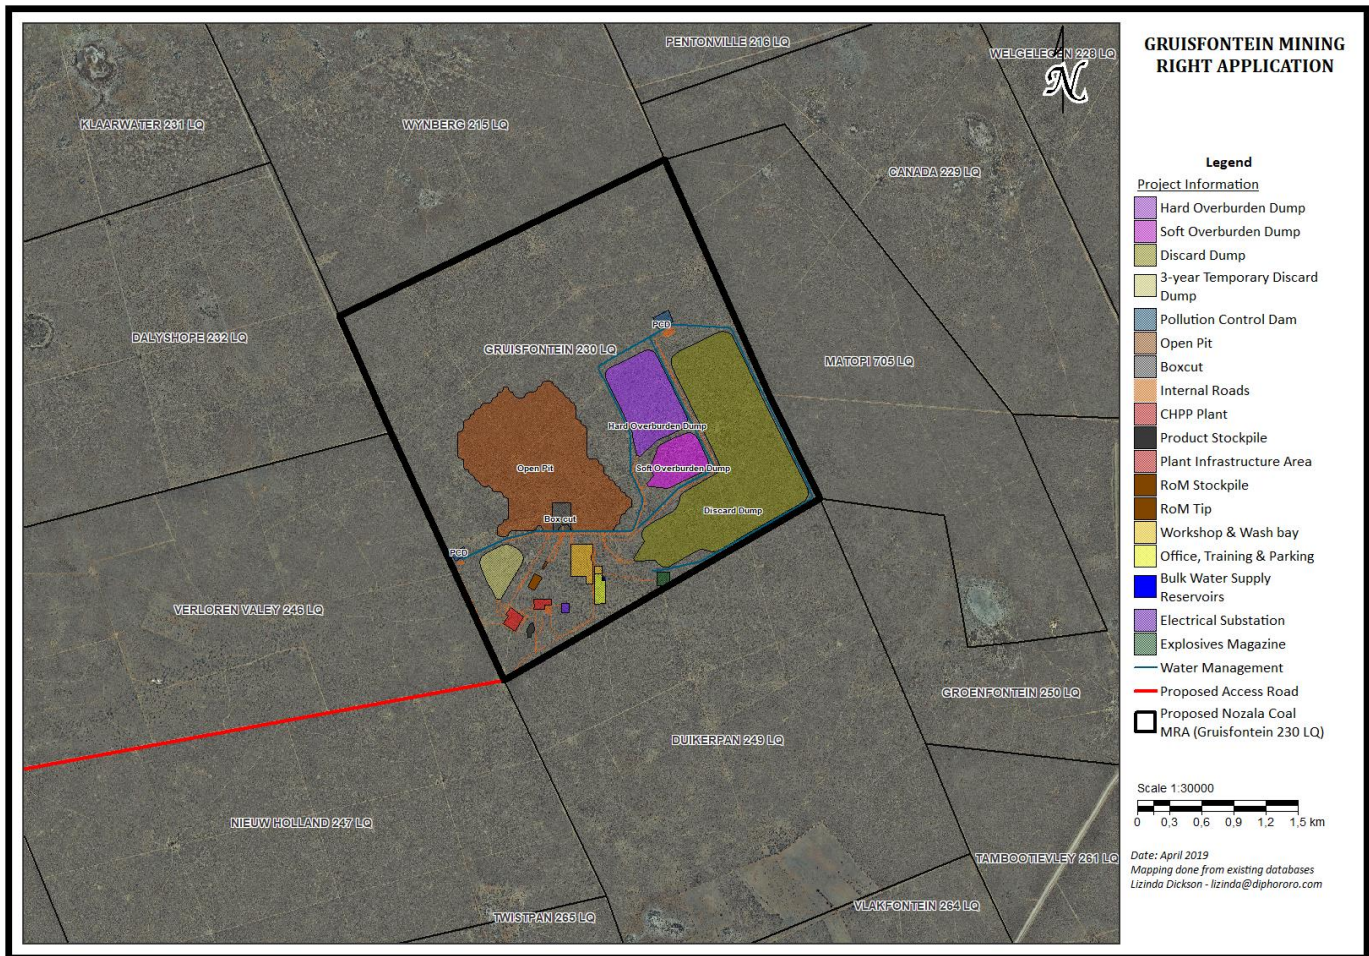 GRUISFONTEIN MINING
RIGHT APPLICATION
PENTONVILLE 216 LQ
WELGELEGEN 228 LQ
N
KLAARWATER 231 LQ
WYNBERG 215 LQ
CANADA 229 LQ
DALYSHOPE 232 LQ
GRUISFONTEIN 230 LQ
PCD
MATOPI 705 LQ
Hard Overburden Dump
Open Pit
Soft Overburden Dump
Box cut
Discard Dump
PCD
VERLOREN VALEY 246 LQ
GROENFONTEIN 250 LQ
DUIKERPAN 249 LQ
NIEUW HOLLAND 247 LQ
TAMBOOTIEVLEY 261 LQ
VLAKFONTEIN 264 LQ
TWISTPAN 265 LQ
Legend
Project Information
Hard Overburden Dump
Soft Overburden Dump
Discard Dump
3-year Temporary Discard
Dump
Pollution Control Dam
Open Pit
Boxcut
Internal Roads
CHPP Plant
Product Stockpile
Plant Infrastructure Area
RoM Stockpile
RoM Tip
Workshop & Wash bay
Office, Training & Parking
Bulk Water Supply
Reservoirs
Electrical Substation
Explosives Magazine
Water Management
Proposed Access Road
Proposed Nozala Coal
MRA (Gruisfontein 230 LQ)
Scale 1:30000
0 0,3 0,6 0,9 1,2 1,5 km
Date: April 2019
Mapping done from existing databases
Lizinda Dickson - lizinda@diphororo.com